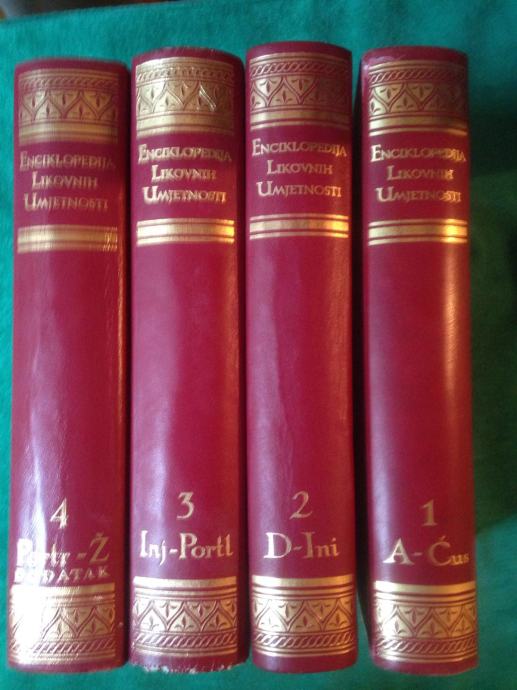 ENCIKLOPEDIJA
LIKOVNIH
UMJETNOSTI
4
Portr-Ž
DODATAK
ENCIKLOPEDIJA
LIKOVNIH
UMJETNOSTI
3
Inj-Portl
ENCIKLOPEDIJA
LIKOVNIH
UMJETNOSTI
2
D-Ini
ENCIKLOPEDIJA
LIKOVNIH
UMJETNOSTI
1
A-Ćus